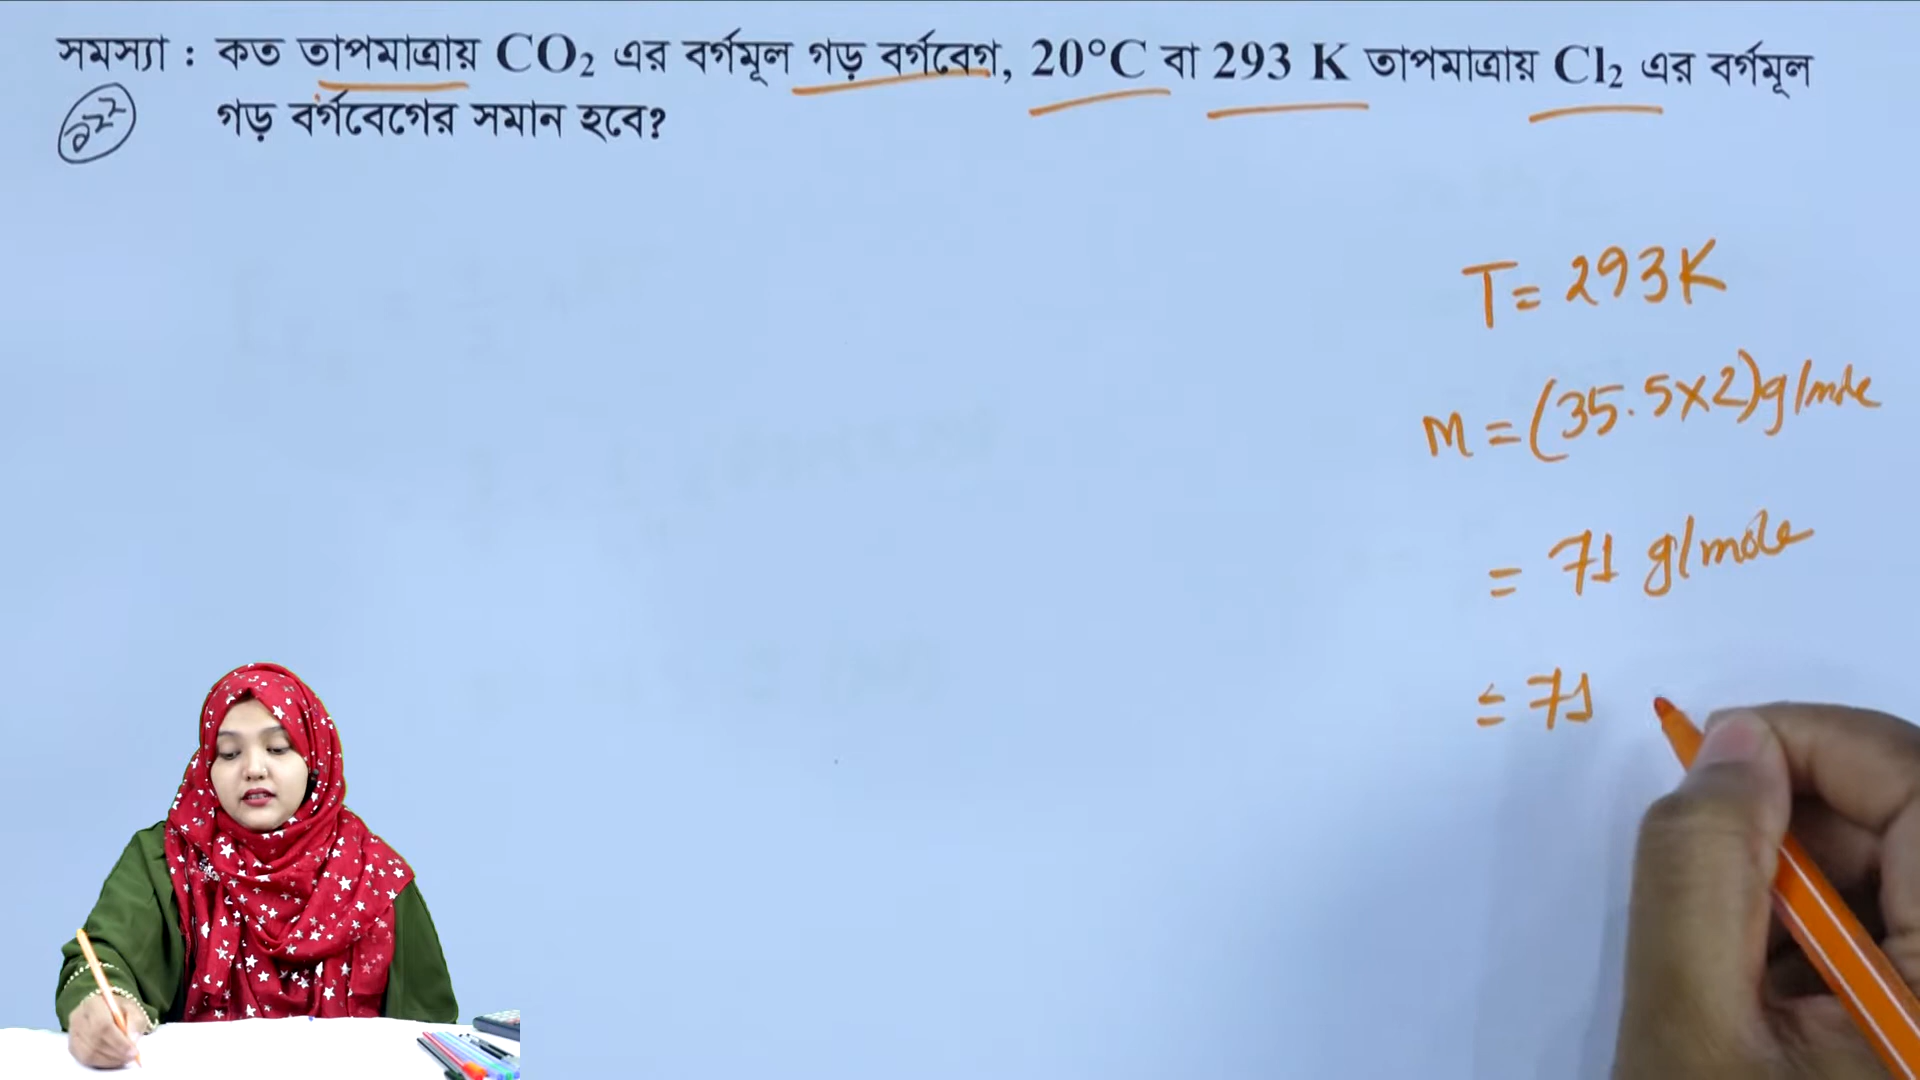 সমস্যা : কত তাপমাত্রায় CO₂ এর বর্গমূল গড় বর্গবেগ, 20°C বা 293 K তাপমাত্রায় Cl₂ এর বর্গমূল
গড় বর্গবেগের সমান হবে?
T = 293K
M = (35.5×2)g/mole
= 71 g/mole
= 71